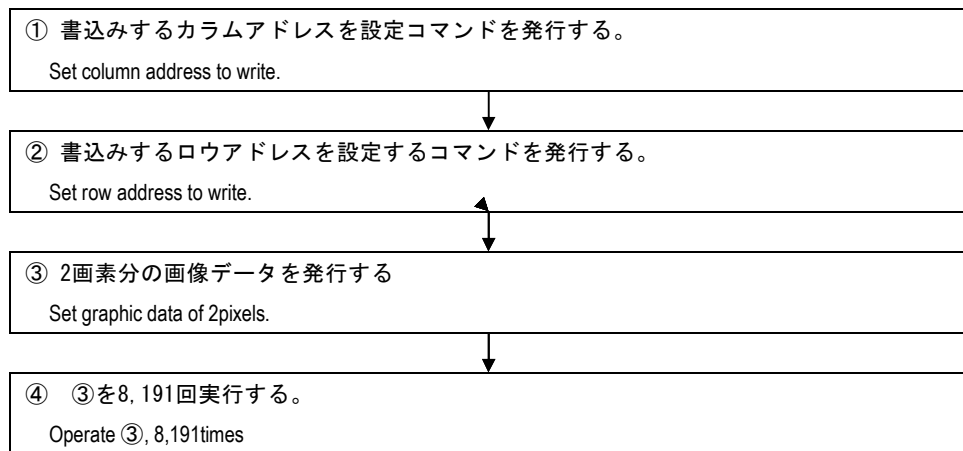 ① 書込みするカラムアドレスを設定コマンドを発行する。
Set column address to write.
② 書込みするロウアドレスを設定するコマンドを発行する。
Set row address to write.
③ 2画素分の画像データを発行する
Set graphic data of 2pixels.
④ ③を8,191回実行する。
Operate ③, 8,191times